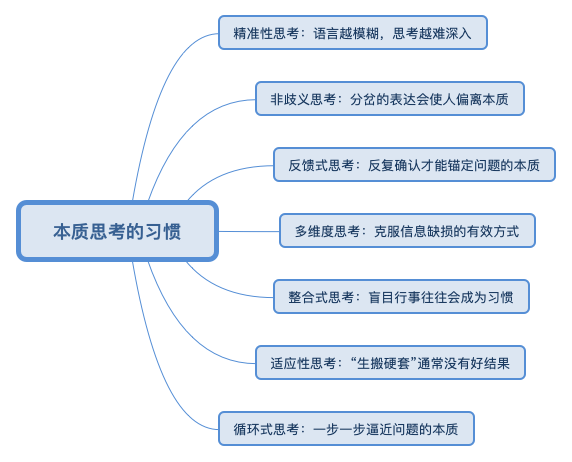 精准性思考：语言越模糊，思考越难深入
非歧义思考：分岔的表达会使人偏离本质
反馈式思考：反复确认才能锚定问题的本质
本质思考的习惯
多维度思考：克服信息缺损的有效方式
整合式思考：盲目行事往往会成为习惯
适应性思考：“生搬硬套”通常没有好结果
循环式思考：一步一步逼近问题的本质